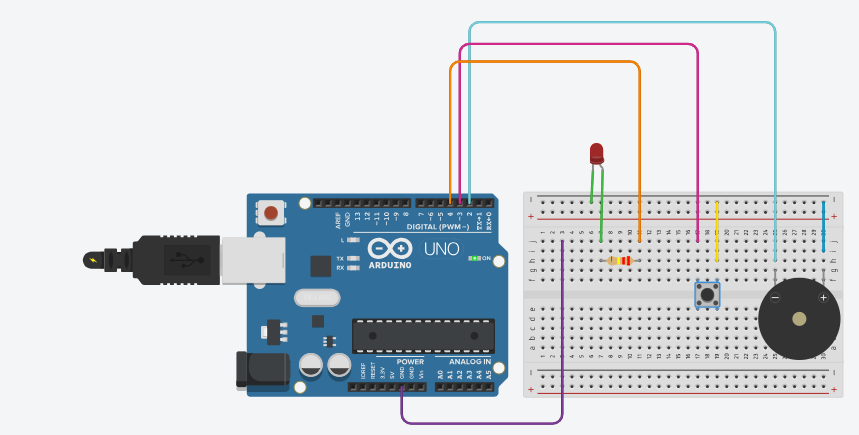 AREF
GND
13
12
~11
~10
~9
8
7
~6
~5
4
~3
2
TX→1
RX←0
DIGITAL (PWM ~)
L
TX
RX
UNO
ARDUINO
ON
POWER
ANALOG IN
IOREF
RESET
3.3V
5V
GND
GND
Vin
A0
A1
A2
A3
A4
A5